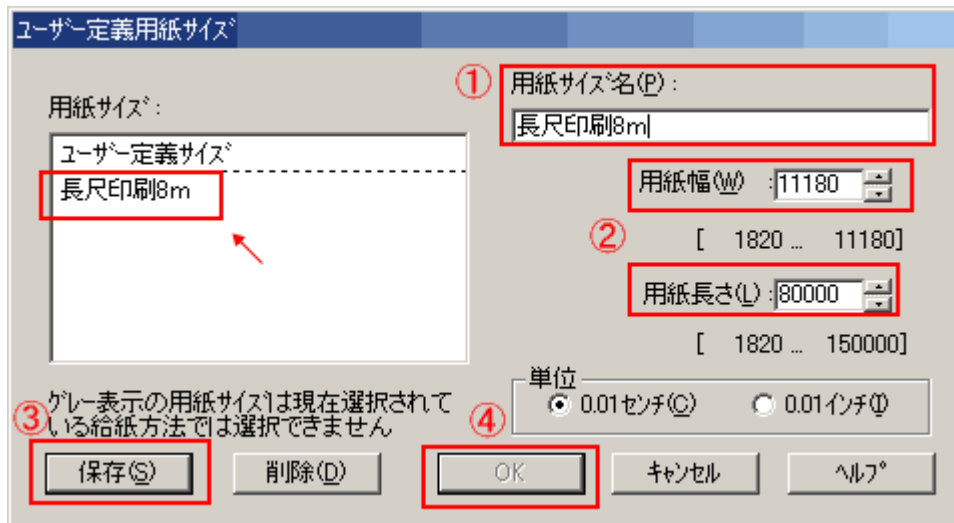 ユーザー定義用紙サイズ
用紙サイズ:
ユーザー定義サイズ
長尺印刷8m
①
用紙サイズ名(P):
長尺印刷8m
用紙幅(W) :11180
②
[ 1820 ... 11180]
用紙長さ(L):80000
[ 1820 ... 150000]
単位
0.01センチ(C) 0.01インチ(I)
グレー表示の用紙サイズは現在選択されて
いる給紙方法では選択できません
③
④
保存(S) 削除(D) OK キャンセル ヘルプ